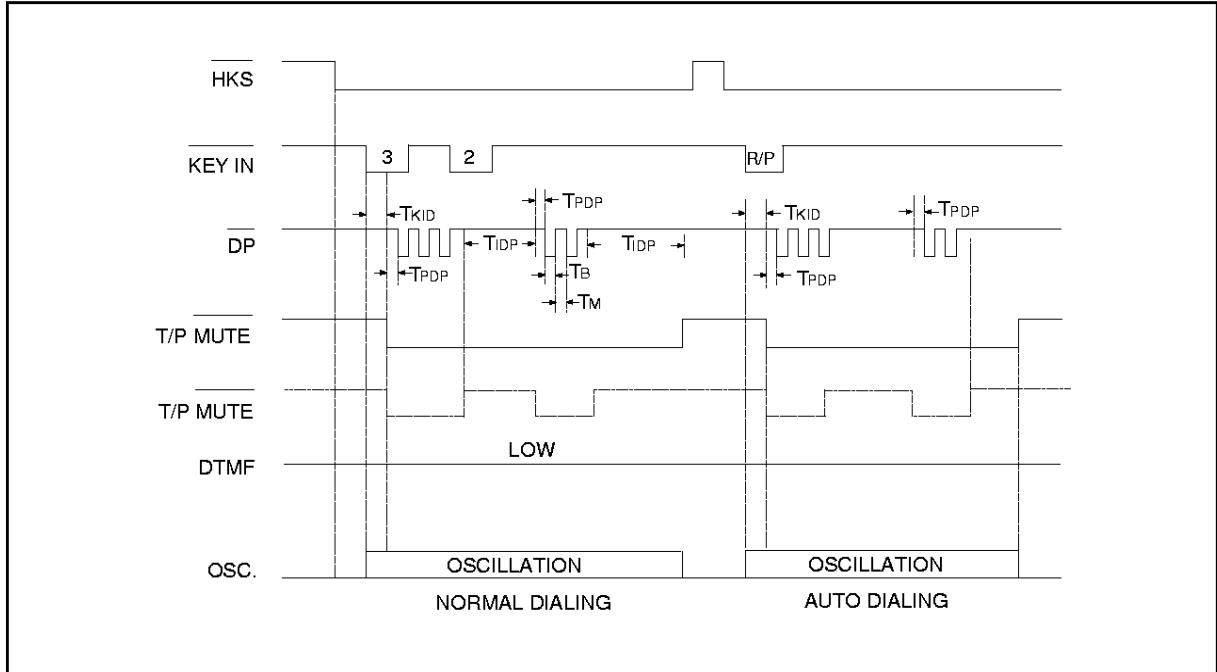 HKS
KEY IN
3
2
R/P
TKID
TPDP
TKID
TPDP
DP
TIDP
TIDP
TPDP
TB
TPDP
TM
T/P MUTE
T/P MUTE
LOW
DTMF
OSC.
OSCILLATION
OSCILLATION
NORMAL DIALING
AUTO DIALING